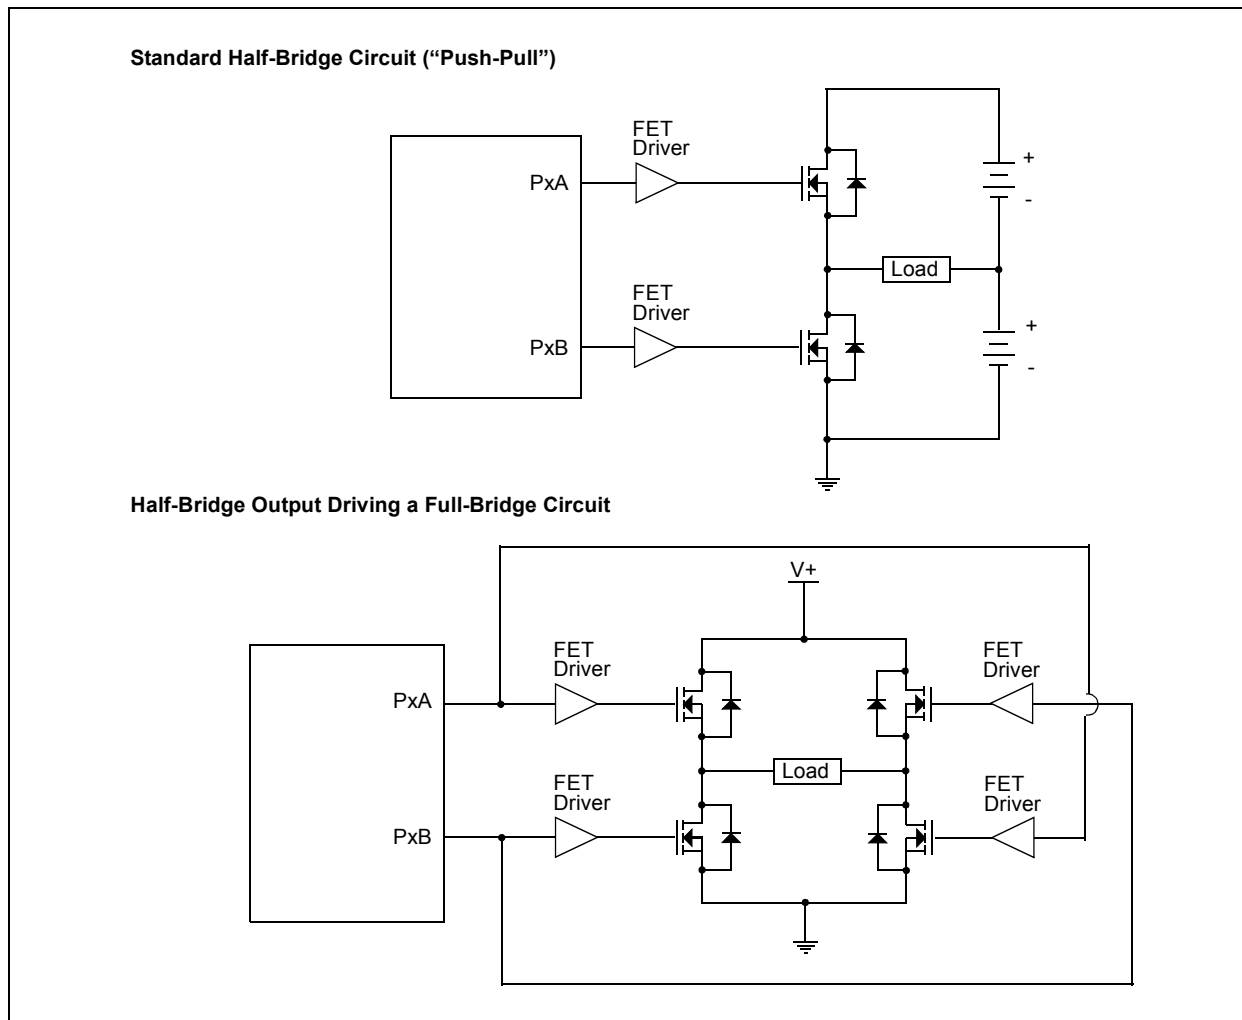 Standard Half-Bridge Circuit (“Push-Pull”)
FET
Driver
PxA
+
-
Load
FET
Driver
PxB
+
-
Half-Bridge Output Driving a Full-Bridge Circuit
V+
FET
Driver
FET
Driver
PxA
Load
FET
Driver
FET
Driver
PxB